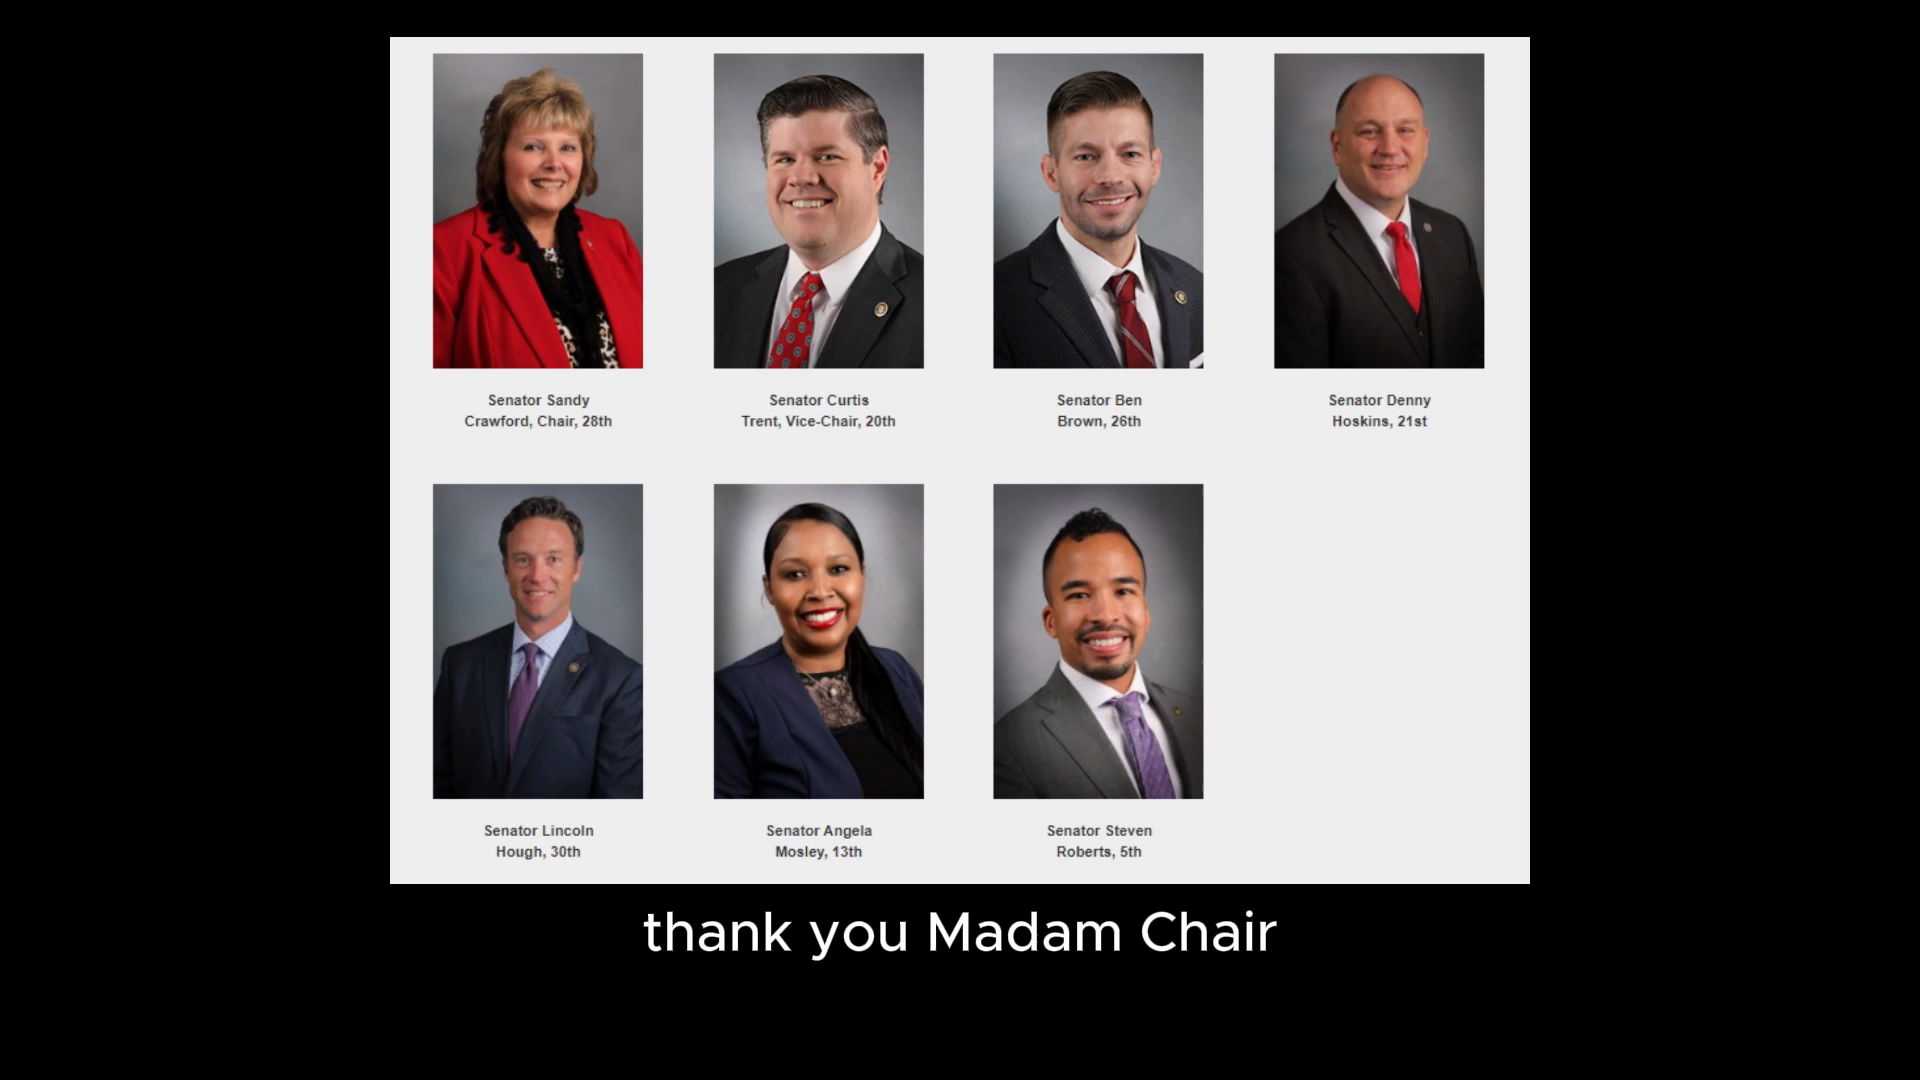 Senator Sandy
Crawford, Chair, 28th
Senator Curtis
Trent, Vice-Chair, 20th
Senator Ben
Brown, 26th
Senator Denny
Hoskins, 21st
Senator Lincoln
Hough, 30th
Senator Angela
Mosley, 13th
Senator Steven
Roberts, 5th
thank you Madam Chair